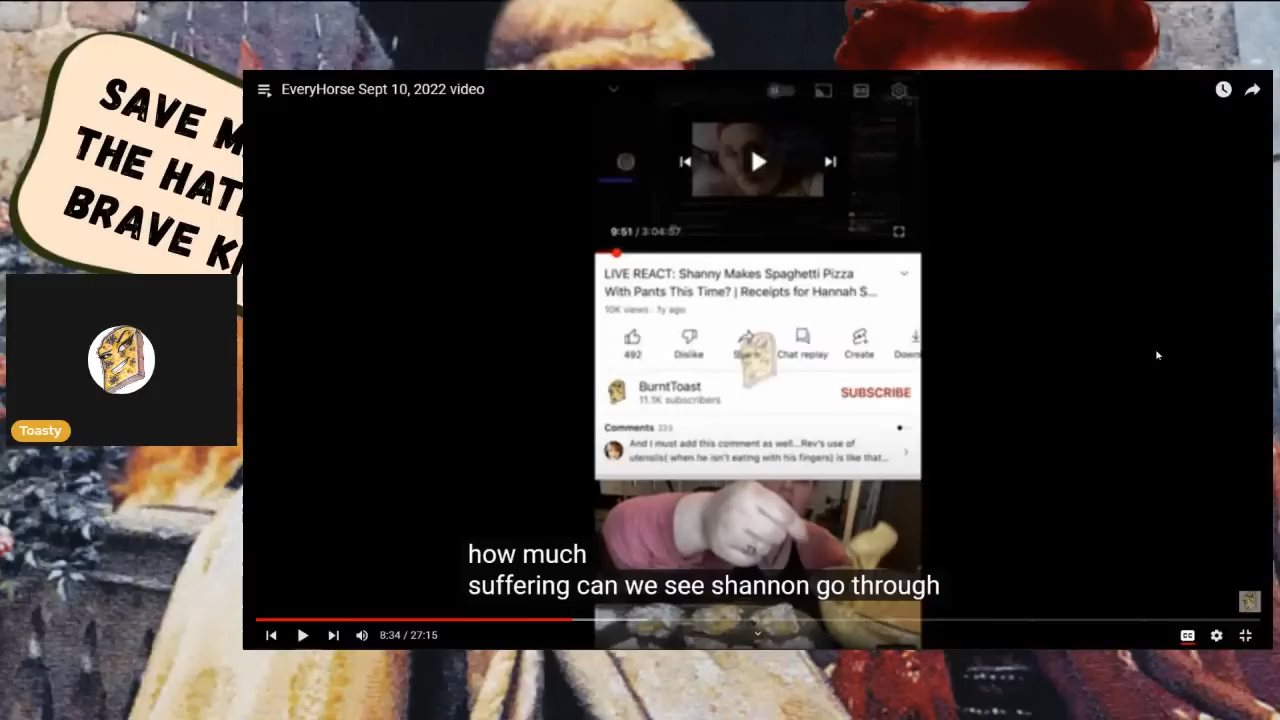 SAVE M
THE HAT
BRAVE K
EveryHorse Sept 10, 2022 video
9:51 / 3:04:57
LIVE REACT: Shanny Makes Spaghetti Pizza
With Pants This Time? | Receipts for Hannah S...
10K views · 1y ago
492
Dislike
Chat replay
Create
Down
BurntToast
11.1K subscribers
SUBSCRIBE
Comments
And I must add this comment as well...Rev's use of
utensils( when he isn't eating with his fingers) is like that...
Toasty
how much
suffering can we see shannon go through
8:34 / 27:15